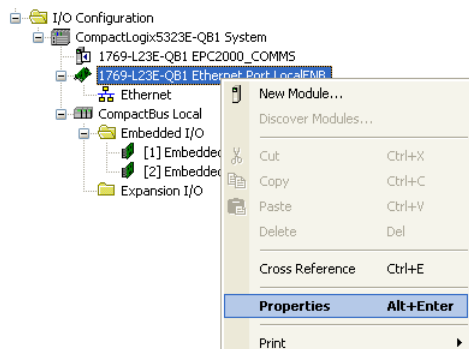 I/O Configuration
CompactLogix5323E-QB1 System
1769-L23E-QB1 EPC2000_COMMS
1769-L23E-QB1 Ethernet Port LocalENB
Ethernet
CompactBus Local
Embedded I/O
[1] Embedded
[2] Embedded
Expansion I/O
New Module...
Discover Modules...
Cut Ctrl+X
Copy Ctrl+C
Paste Ctrl+V
Delete Del
Cross Reference Ctrl+E
Properties Alt+Enter
Print